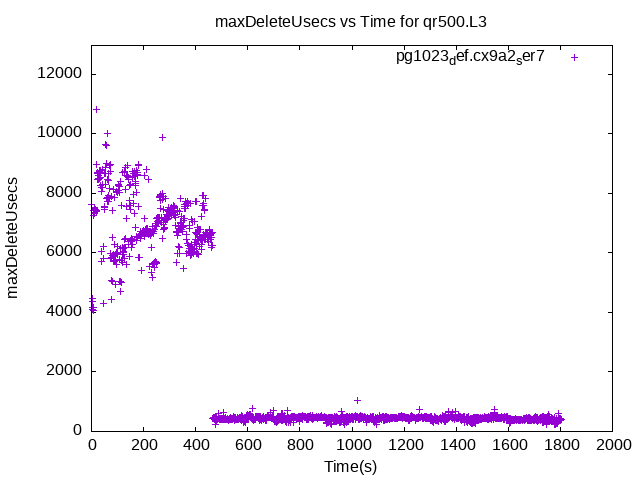 maxDeleteUsecs vs Time for qr500.L3
pg1023def.cx9a2ser7
12000
10000
8000
6000
4000
2000
0
maxDeleteUsecs
0 200 400 600 800 1000 1200 1400 1600 1800 2000
Time(s)